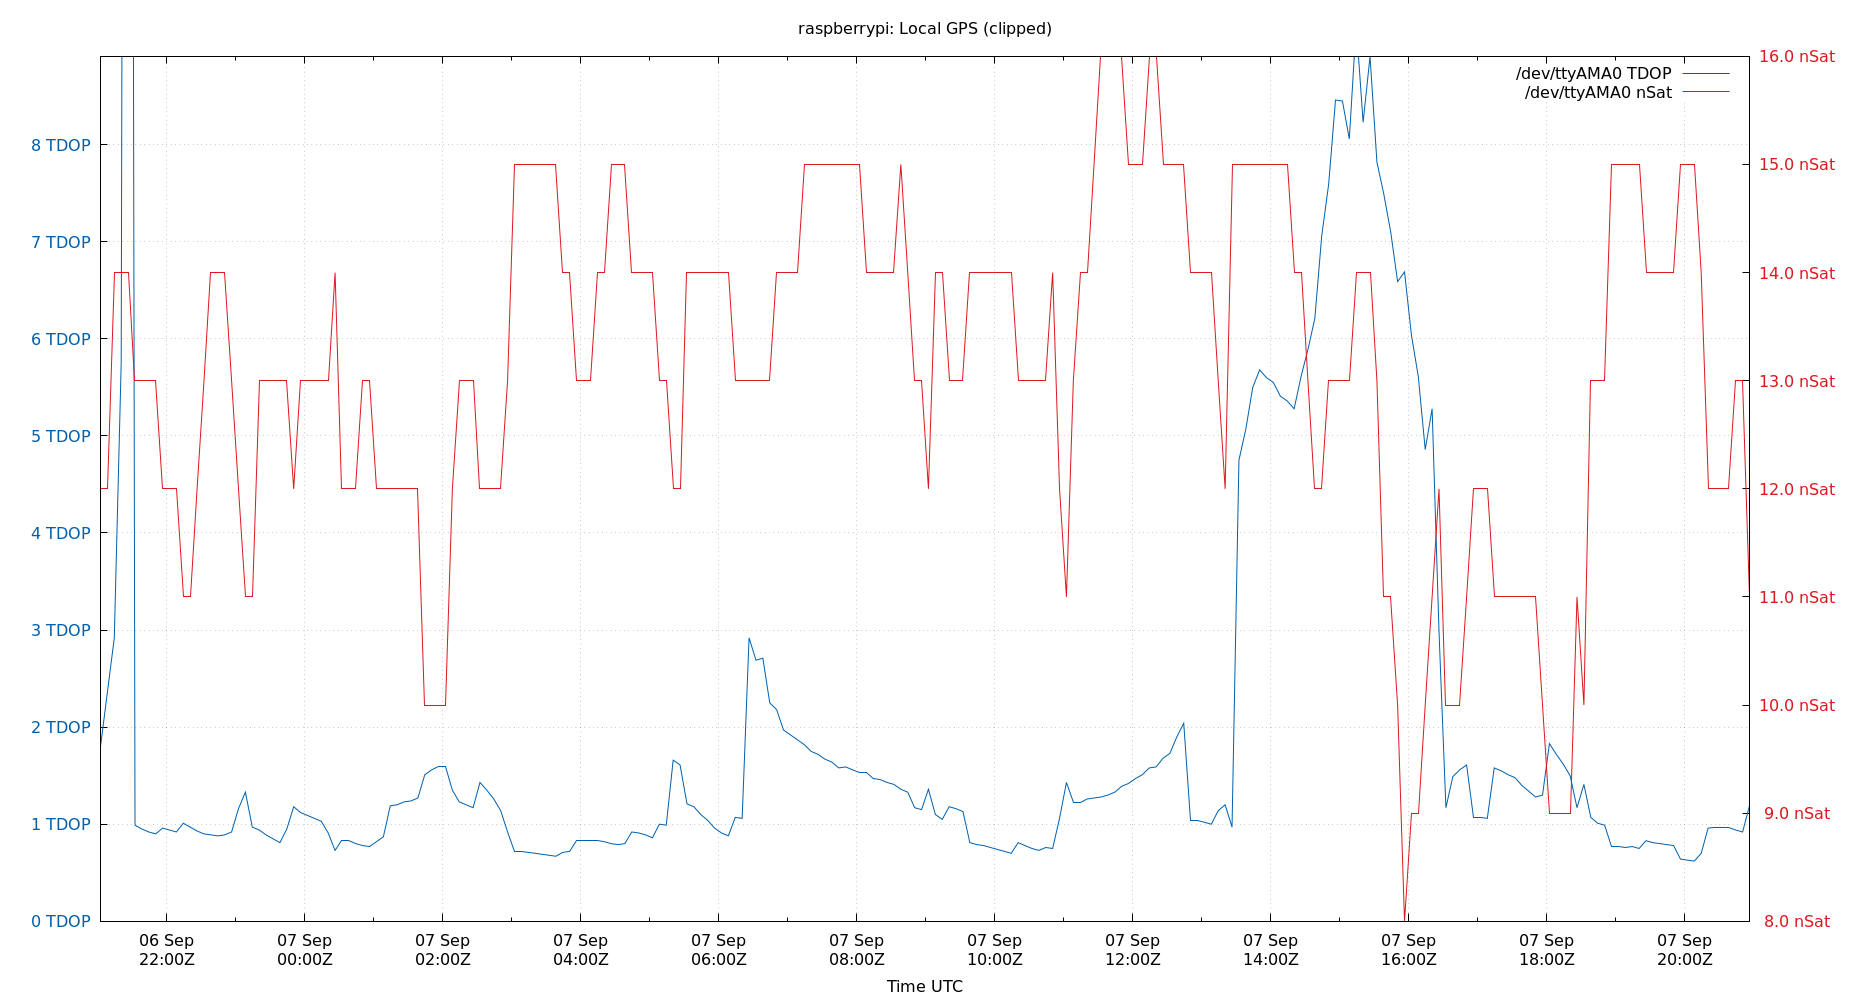 raspberrypi: Local GPS (clipped)
/dev/ttyAMA0 TDOP
/dev/ttyAMA0 nSat
8 TDOP
7 TDOP
6 TDOP
5 TDOP
4 TDOP
3 TDOP
2 TDOP
1 TDOP
0 TDOP
16.0 nSat
15.0 nSat
14.0 nSat
13.0 nSat
12.0 nSat
11.0 nSat
10.0 nSat
9.0 nSat
8.0 nSat
06 Sep
22:00Z
07 Sep
00:00Z
07 Sep
02:00Z
07 Sep
04:00Z
07 Sep
06:00Z
07 Sep
08:00Z
07 Sep
10:00Z
07 Sep
12:00Z
07 Sep
14:00Z
07 Sep
16:00Z
07 Sep
18:00Z
07 Sep
20:00Z
Time UTC